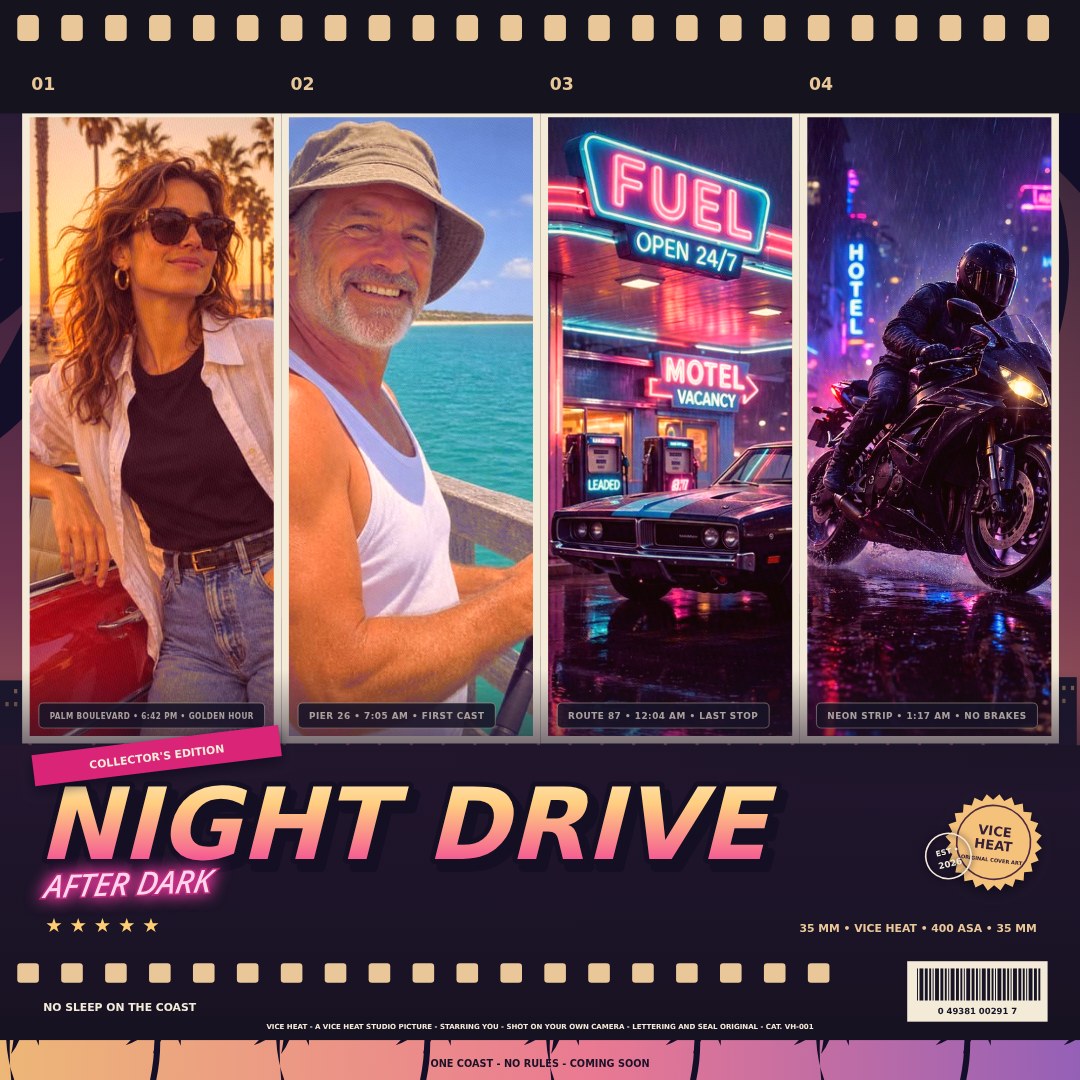 01
02
03
04
FUEL
OPEN 24/7
MOTEL
VACANCY
LEADED
HOTEL
PALM BOULEVARD • 6:42 PM • GOLDEN HOUR
PIER 26 • 7:05 AM • FIRST CAST
ROUTE 87 • 12:04 AM • LAST STOP
NEON STRIP • 1:17 AM • NO BRAKES
COLLECTOR'S EDITION
NIGHT DRIVE
AFTER DARK
★ ★ ★ ★ ★
VICE
HEAT
ORIGINAL COVER ART
EST •
2026
35 MM • VICE HEAT • 400 ASA • 35 MM
NO SLEEP ON THE COAST
0 49381 00291 7
VICE HEAT - A VICE HEAT STUDIO PICTURE - STARRING YOU - SHOT ON YOUR OWN CAMERA - LETTERING AND SEAL ORIGINAL - CAT. VH-001
ONE COAST - NO RULES - COMING SOON